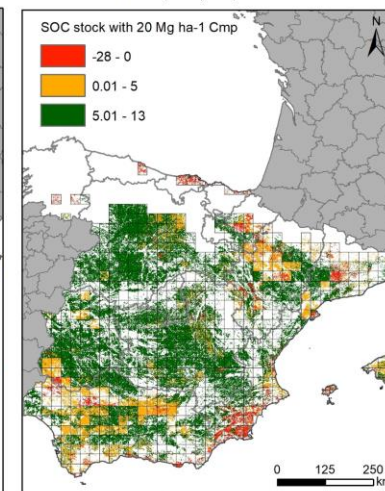 SOC stock with 20 Mg ha-1 Cmp
N
-28 - 0
0.01 - 5
5.01 - 13
0 125 250
km